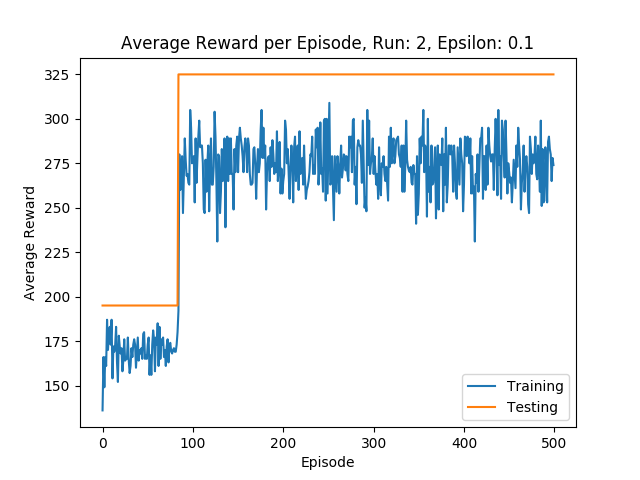 Average Reward per Episode, Run: 2, Epsilon: 0.1
325
300
275
250
225
200
175
150
Average Reward
0 100 200 300 400 500
Episode
Training
Testing